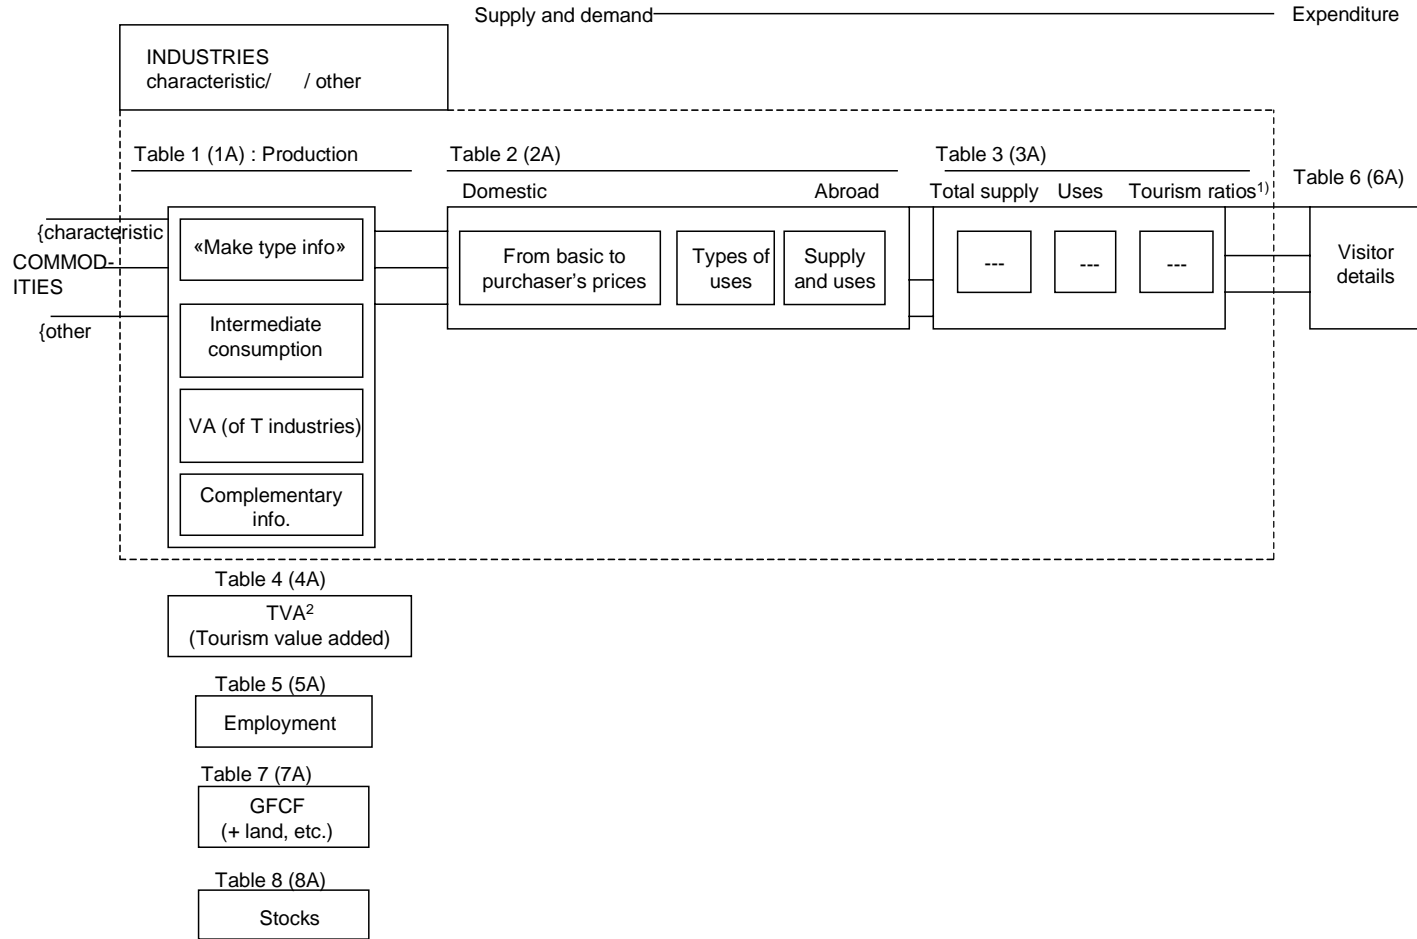 Supply and demand
Expenditure
INDUSTRIES
characteristic/ / other
Table 1 (1A) : Production
Table 2 (2A)
Table 3 (3A)
Table 6 (6A)
Domestic
Abroad
Total supply
Uses
Tourism ratios1)
{characteristic
COMMOD-
ITIES
{other
«Make type info»
Intermediate
consumption
VA (of T industries)
Complementary
info.
From basic to
purchaser's prices
Types of
uses
Supply
and uses
---
---
---
Visitor
details
Table 4 (4A)
TVA2
(Tourism value added)
Table 5 (5A)
Employment
Table 7 (7A)
GFCF
(+ land, etc.)
Table 8 (8A)
Stocks